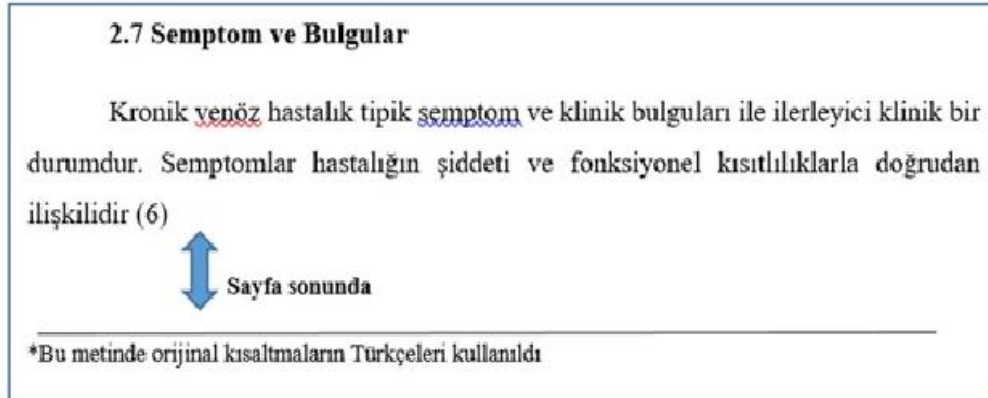 2.7 Semptom ve Bulgular
Kronik venöz hastalık tipik semptom ve klinik bulguları ile ilerleyici klinik bir
durumdur. Semptomlar hastalığın şiddeti ve fonksiyonel kısıtlılıklarla doğrudan
ilişkilidir (6)
Sayfa sonunda
*Bu metinde orijinal kısaltmaların Türkçeleri kullanıldı